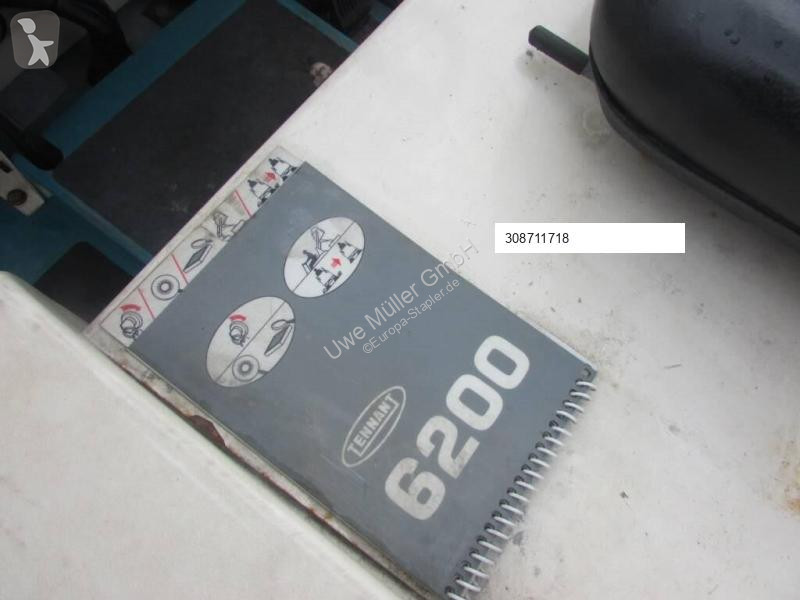 308711718
Uwe Müller GmbH
©Europa-Stapler.de
TENNANT
6200